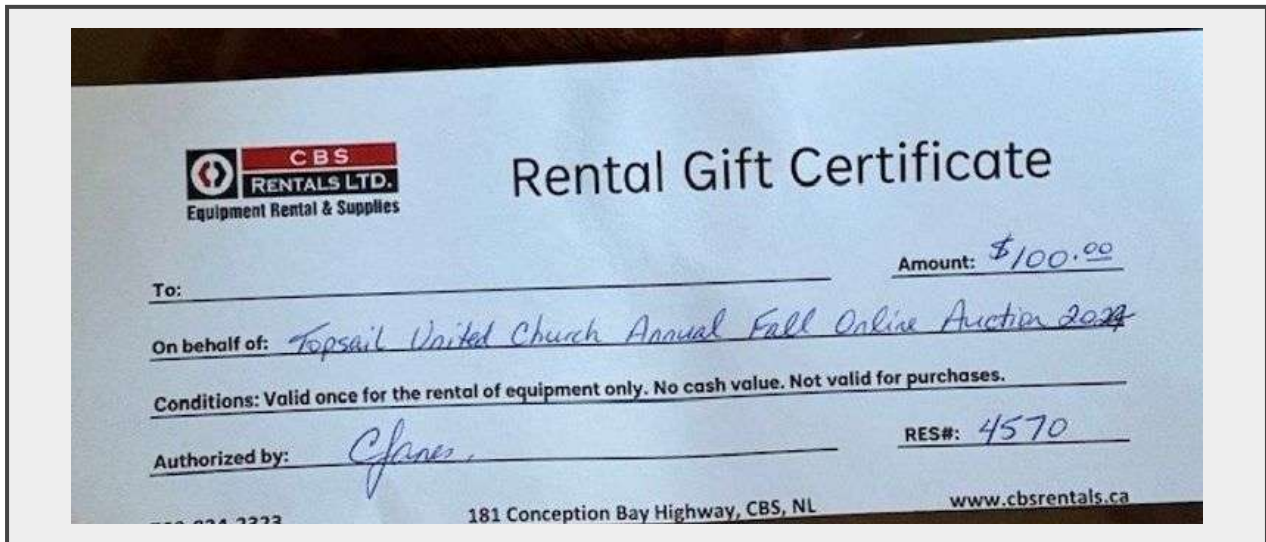 CBS
RENTALS LTD.
Equipment Rental & Supplies
Rental Gift Certificate
To:
Amount: $100.00
On behalf of: Topsail United Church Annual Fall Online Auction 2024
Conditions: Valid once for the rental of equipment only. No cash value. Not valid for purchases.
Authorized by: CJanes
RES#: 4570
181 Conception Bay Highway, CBS, NL
www.cbsrentals.ca